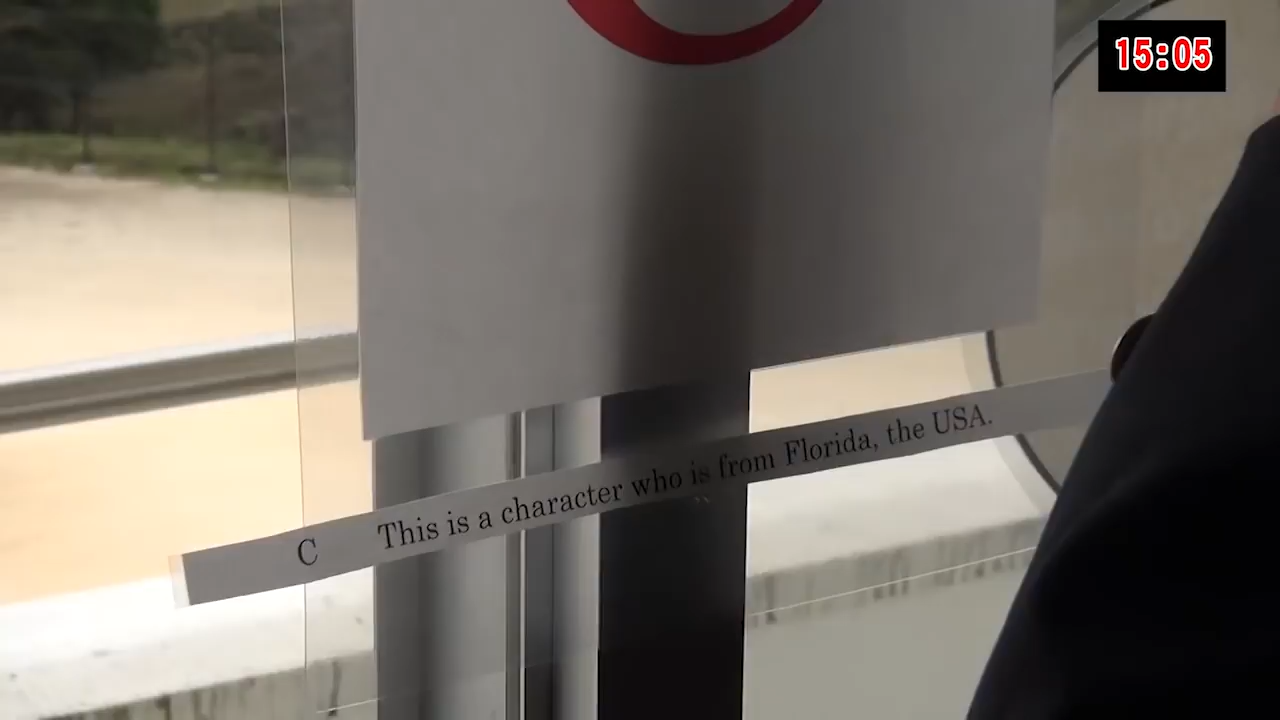 15:05
C This is a character who is from Florida, the USA.